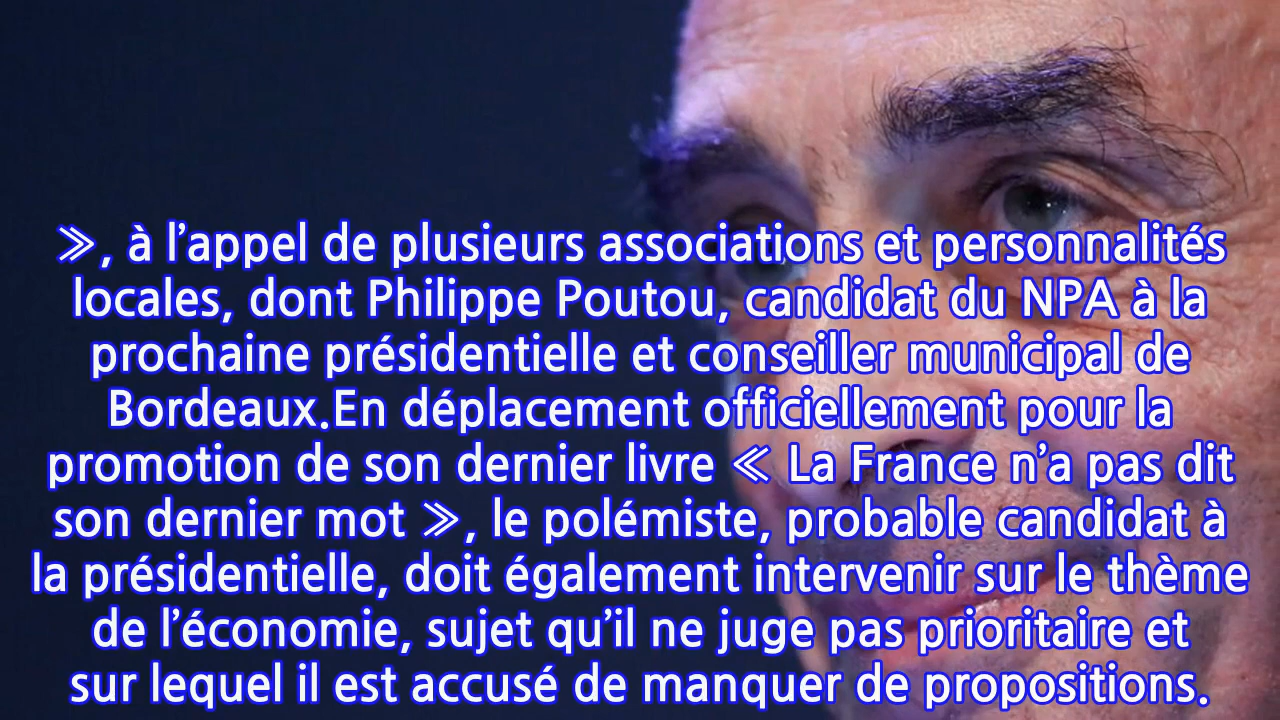 ≫, à l’appel de plusieurs associations et personnalités
locales, dont Philippe Poutou, candidat du NPA à la
prochaine présidentielle et conseiller municipal de
Bordeaux.En déplacement officiellement pour la
promotion de son dernier livre ≪ La France n’a pas dit
son dernier mot ≫, le polémiste, probable candidat à
la présidentielle, doit également intervenir sur le thème
de l’économie, sujet qu’il ne juge pas prioritaire et
sur lequel il est accusé de manquer de propositions.